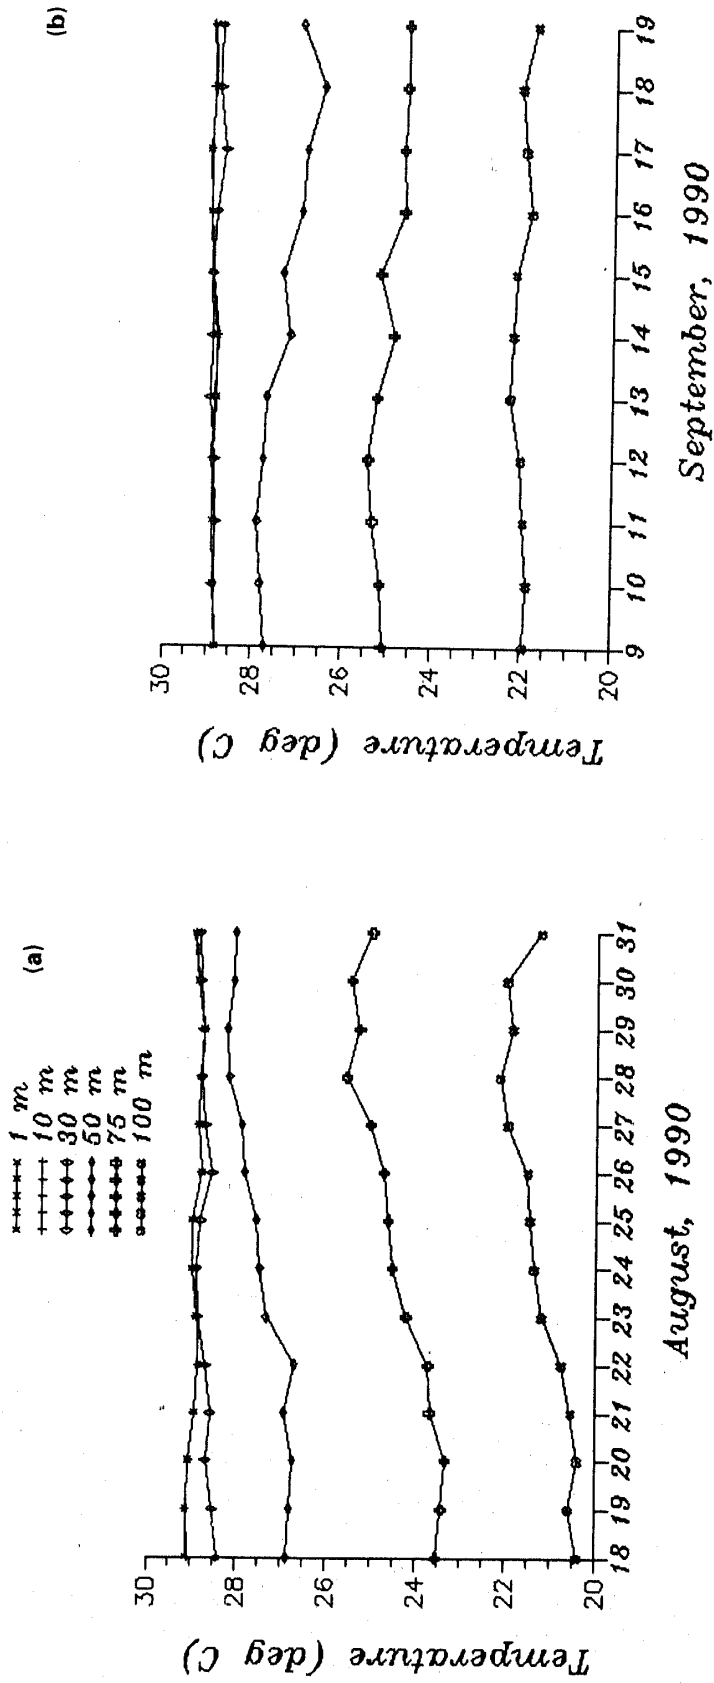 (a)
1 m
10 m
30 m
50 m
75 m
100 m
Temperature (deg C)
30
28
26
24
22
20
18 19 20 21 22 23 24 25 26 27 28 29 30 31
August, 1990
(b)
Temperature (deg C)
30
28
26
24
22
20
9 10 11 12 13 14 15 16 17 18 19
September, 1990